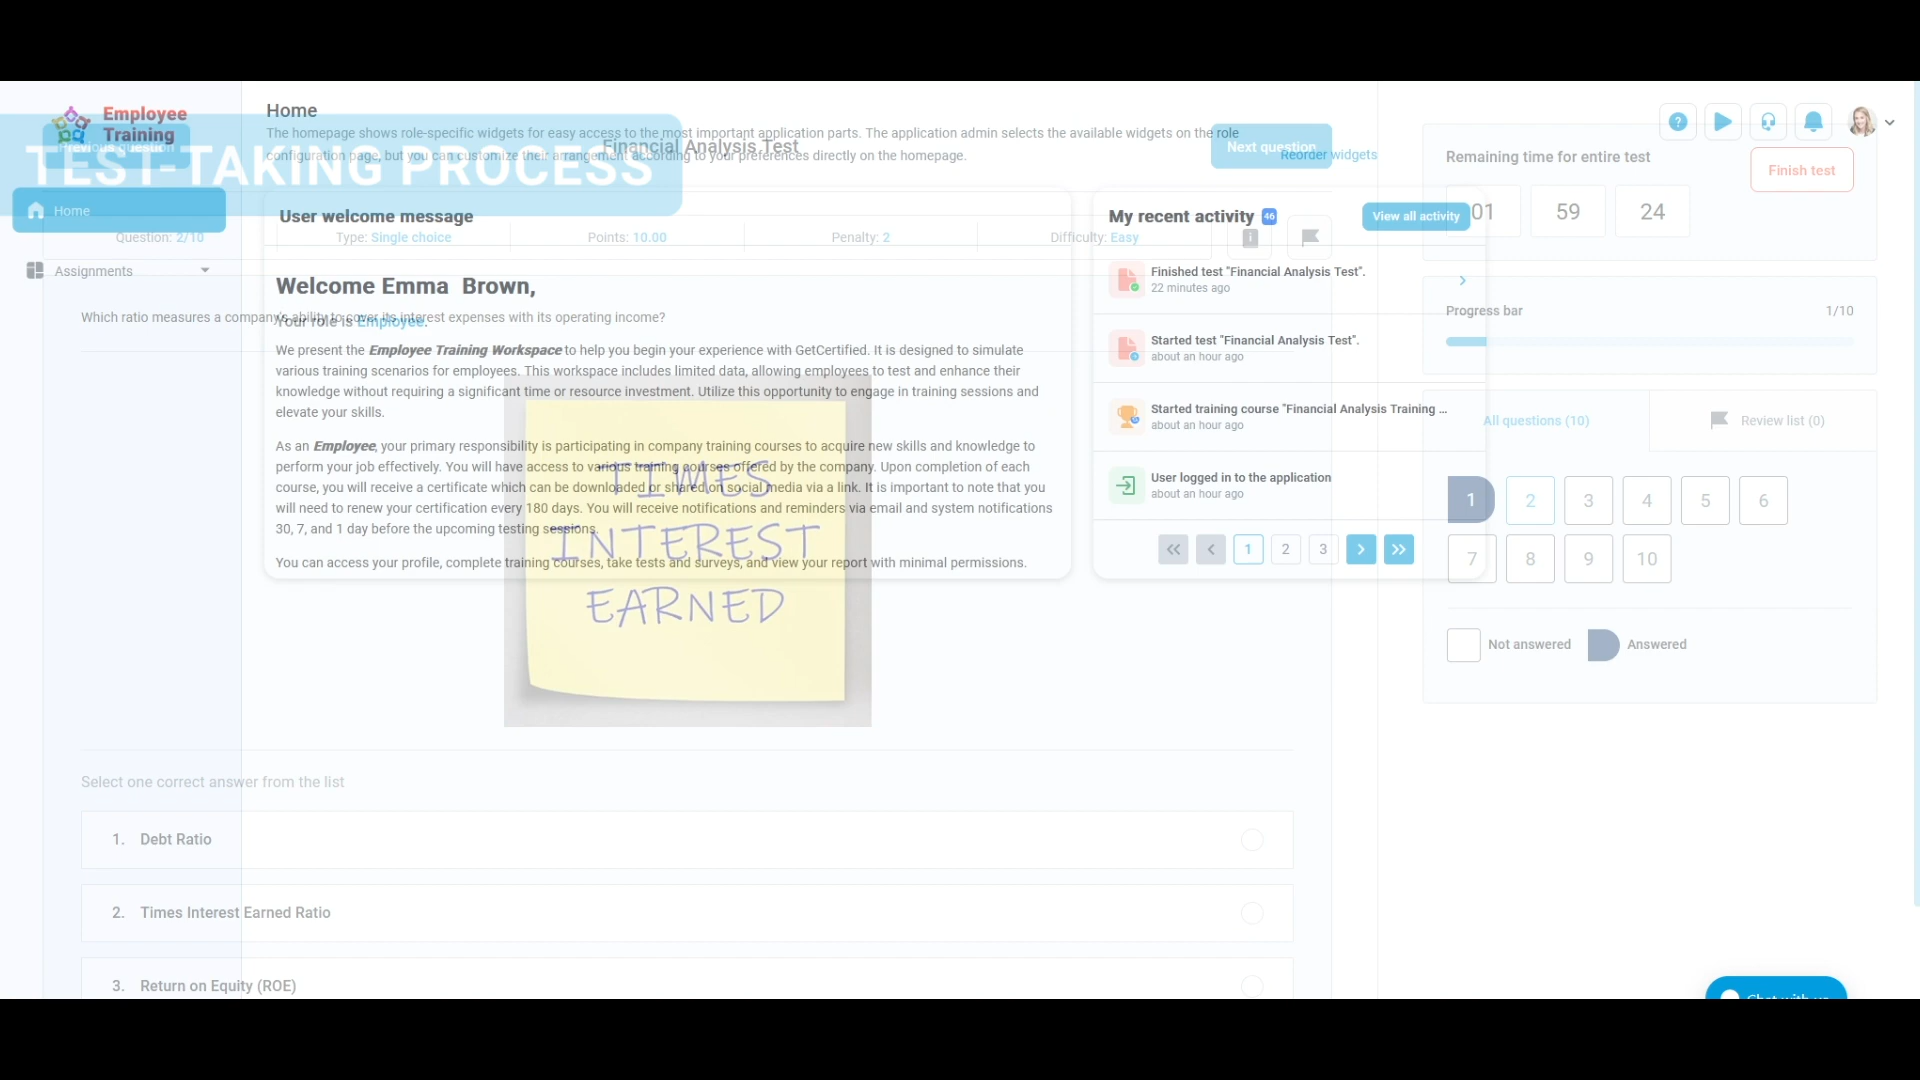 Employee
Training
Home
Assignments
TEST-TAKING PROCESS
Home
The homepage shows role-specific widgets for easy access to the most important application parts. The application admin selects the available widgets on the role
configuration page, but you can customize their arrangement according to your preferences directly on the homepage.
Reorder widgets
User welcome message
Welcome Emma Brown,
Your role is Employee.
We present the Employee Training Workspace to help you begin your experience with GetCertified. It is designed to simulate
various training scenarios for employees. This workspace includes limited data, allowing employees to test and enhance their
knowledge without requiring a significant time or resource investment. Utilize this opportunity to engage in training sessions and
elevate your skills.
As an Employee, your primary responsibility is participating in company training courses to acquire new skills and knowledge to
perform your job effectively. You will have access to various training courses offered by the company. Upon completion of each
course, you will receive a certificate which can be downloaded or shared on social media via a link. It is important to note that you
will need to renew your certification every 180 days. You will receive notifications and reminders via email and system notifications
30, 7, and 1 day before the upcoming testing sessions.
You can access your profile, complete training courses, take tests and surveys, and view your report with minimal permissions.
My recent activity 46
View all activity
Finished test "Financial Analysis Test".
22 minutes ago
Started test "Financial Analysis Test".
about an hour ago
Started training course "Financial Analysis Training ...
about an hour ago
User logged in to the application
about an hour ago
1 2 3
Previous question
Financial Analysis Test
Next question
Question: 2/10
Type: Single choice
Points: 10.00
Penalty: 2
Difficulty: Easy
Which ratio measures a company's ability to cover its interest expenses with its operating income?
TIMES
INTEREST
EARNED
Select one correct answer from the list
1. Debt Ratio
2. Times Interest Earned Ratio
3. Return on Equity (ROE)
Remaining time for entire test
Finish test
01 59 24
Progress bar 1/10
All questions (10)
Review list (0)
1 2 3 4 5 6
7 8 9 10
Not answered
Answered
Chat with us